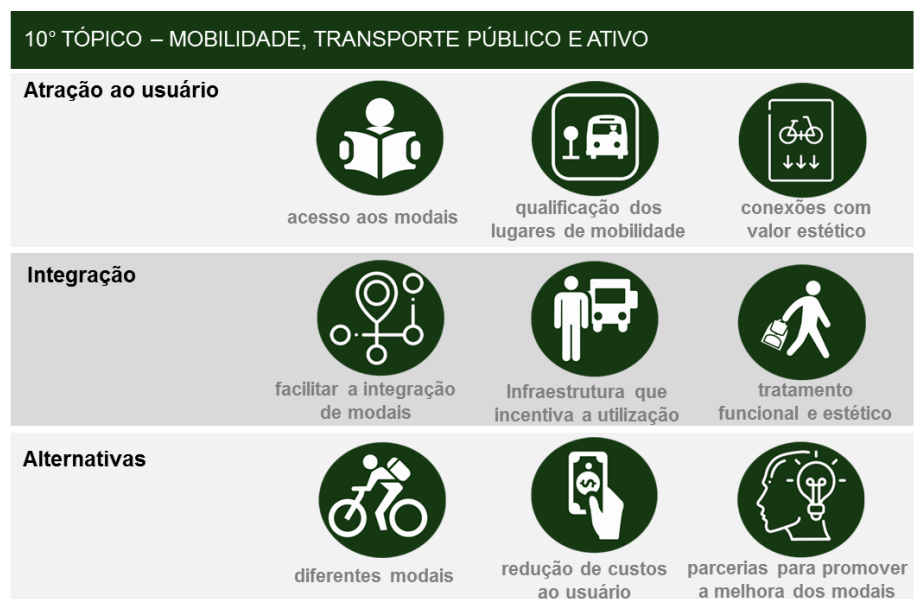 10° TÓPICO – MOBILIDADE, TRANSPORTE PÚBLICO E ATIVO
Atração ao usuário
acesso aos modais
qualificação dos
lugares de mobilidade
conexões com
valor estético
Integração
facilitar a integração
de modais
Infraestrutura que
incentiva a utilização
tratamento
funcional e estético
Alternativas
diferentes modais
redução de custos
ao usuário
parcerias para promover
a melhora dos modais